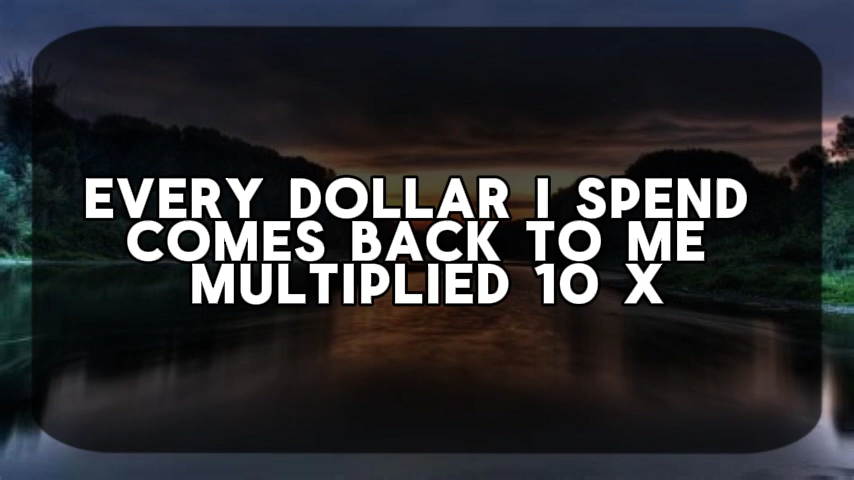 EVERY DOLLAR I SPEND
COMES BACK TO ME
MULTIPLIED 10 X